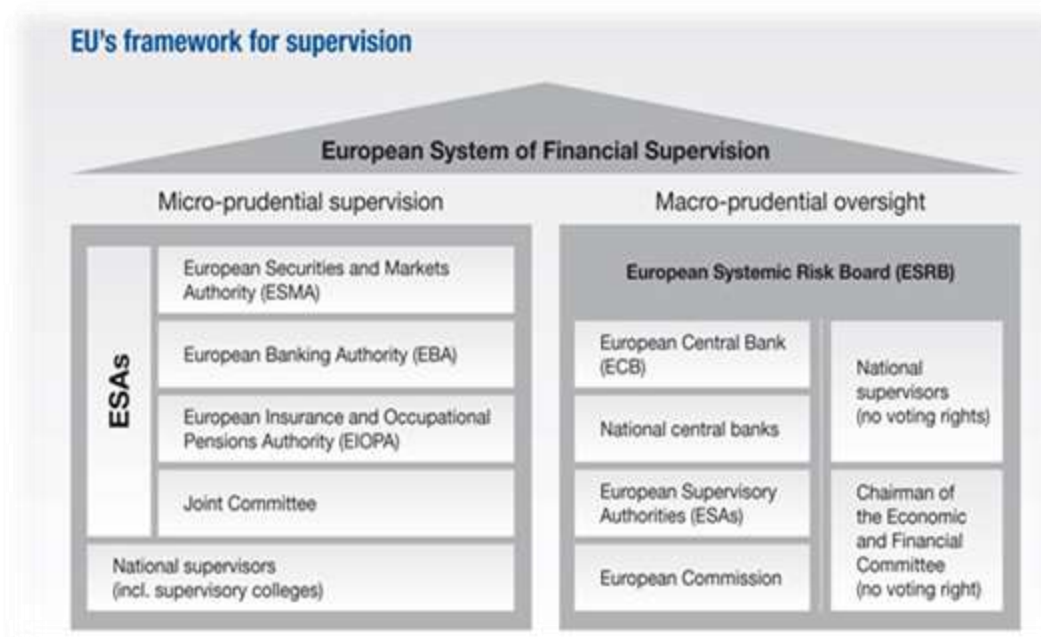 EU's framework for supervision
European System of Financial Supervision
Micro-prudential supervision
ESAs
European Securities and Markets
Authority (ESMA)
European Banking Authority (EBA)
European Insurance and Occupational
Pensions Authority (EIOPA)
Joint Committee
National supervisors
(incl. supervisory colleges)
Macro-prudential oversight
European Systemic Risk Board (ESRB)
European Central Bank
(ECB)
National central banks
European Supervisory
Authorities (ESAs)
European Commission
National
supervisors
(no voting rights)
Chairman of
the Economic
and Financial
Committee
(no voting right)